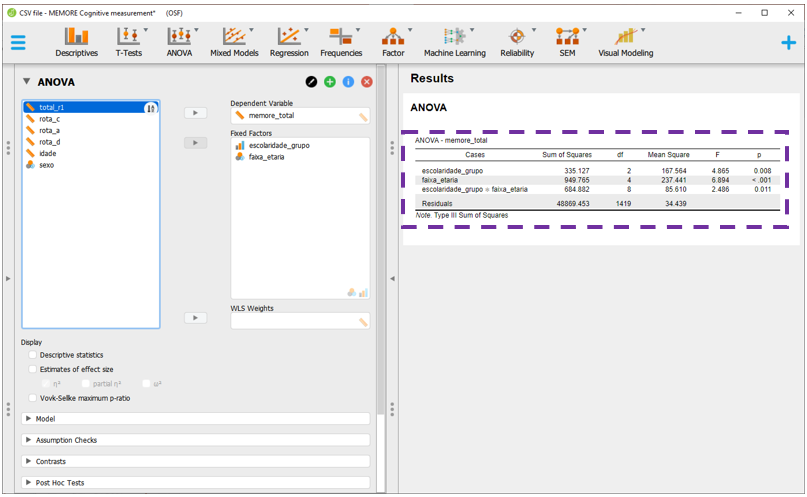 CSV file - MEMORE Cognitive measurement* (OSF)
Descriptives T-Tests ANOVA Mixed Models Regression Frequencies Factor Machine Learning Reliability SEM Visual Modeling
ANOVA
total_r1
rota_c
rota_a
rota_d
idade
sexo
Dependent Variable
memore_total
Fixed Factors
escolaridade_grupo
faixa_etaria
WLS Weights
Display
Descriptive statistics
Estimates of effect size
η² partial η² ω²
Vovk-Sellke maximum p-ratio
Model
Assumption Checks
Contrasts
Post Hoc Tests
Results
ANOVA
ANOVA - memore_total
Cases Sum of Squares df Mean Square F p
escolaridade_grupo 335.127 2 167.564 4.865 0.008
faixa_etaria 949.765 4 237.441 6.894 < .001
escolaridade_grupo ✻ faixa_etaria 684.882 8 85.610 2.486 0.011
Residuals 48869.453 1419 34.439
Note. Type III Sum of Squares